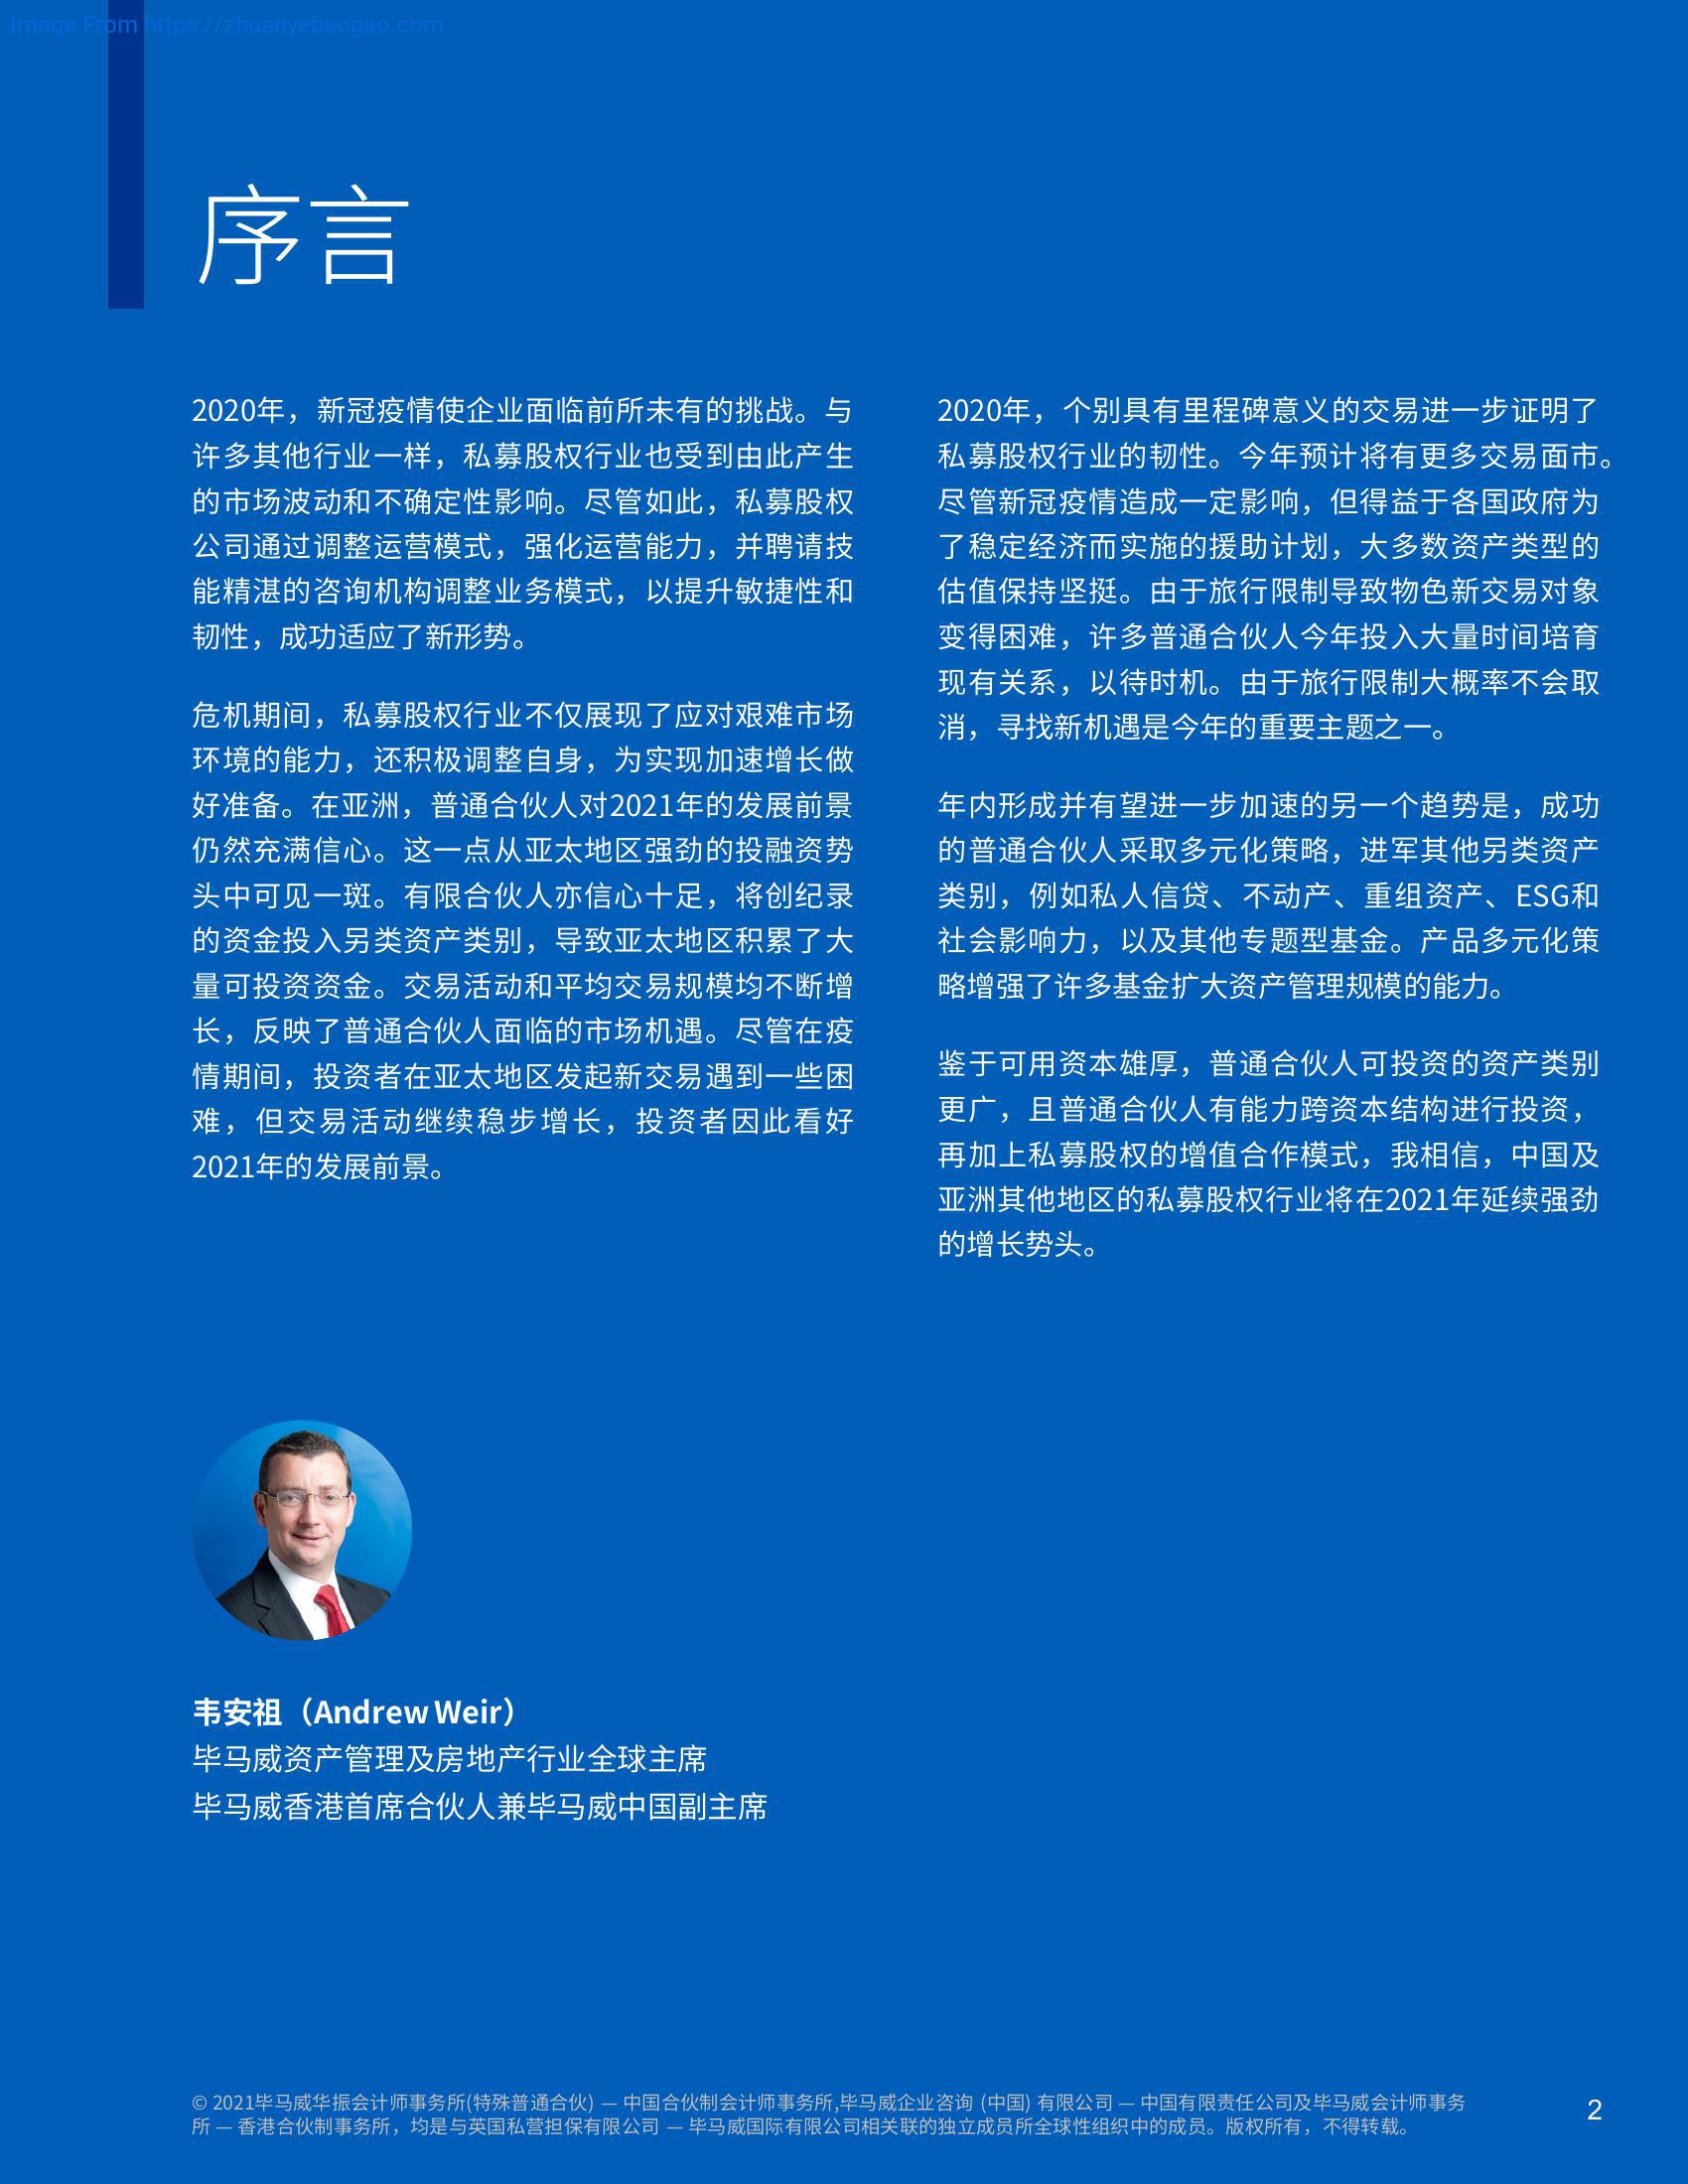 Image From https://zhuanyebaogao.com
序言
2020年，新冠疫情使企业面临前所未有的挑战。与
许多其他行业一样，私募股权行业也受到由此产生
的市场波动和不确定性影响。尽管如此，私募股权
公司通过调整运营模式，强化运营能力，并聘请技
能精湛的咨询机构调整业务模式，以提升敏捷性和
韧性，成功适应了新形势。
危机期间，私募股权行业不仅展现了应对艰难市场
环境的能力，还积极调整自身，为实现加速增长做
好准备。在亚洲，普通合伙人对2021年的发展前景
仍然充满信心。这一点从亚太地区强劲的投融资势
头中可见一斑。有限合伙人亦信心十足，将创纪录
的资金投入另类资产类别，导致亚太地区积累了大
量可投资资金。交易活动和平均交易规模均不断增
长，反映了普通合伙人面临的市场机遇。尽管在疫
情期间，投资者在亚太地区发起新交易遇到一些困
难，但交易活动继续稳步增长，投资者因此看好
2021年的发展前景。
2020年，个别具有里程碑意义的交易进一步证明了
私募股权行业的韧性。今年预计将有更多交易面市。
尽管新冠疫情造成一定影响，但得益于各国政府为
了稳定经济而实施的援助计划，大多数资产类型的
估值保持坚挺。由于旅行限制导致物色新交易对象
变得困难，许多普通合伙人今年投入大量时间培育
现有关系，以待时机。由于旅行限制大概率不会取
消，寻找新机遇是今年的重要主题之一。
年内形成并有望进一步加速的另一个趋势是，成功
的普通合伙人采取多元化策略，进军其他另类资产
类别，例如私人信贷、不动产、重组资产、ESG和
社会影响力，以及其他专题型基金。产品多元化策
略增强了许多基金扩大资产管理规模的能力。
鉴于可用资本雄厚，普通合伙人可投资的资产类别
更广，且普通合伙人有能力跨资本结构进行投资，
再加上私募股权的增值合作模式，我相信，中国及
亚洲其他地区的私募股权行业将在2021年延续强劲
的增长势头。
韦安祖（Andrew Weir）
毕马威资产管理及房地产行业全球主席
毕马威香港首席合伙人兼毕马威中国副主席
© 2021毕马威华振会计师事务所(特殊普通合伙) — 中国合伙制会计师事务所,毕马威企业咨询 (中国) 有限公司 — 中国有限责任公司及毕马威会计师事务
所 — 香港合伙制事务所，均是与英国私营担保有限公司 — 毕马威国际有限公司相关联的独立成员所全球性组织中的成员。版权所有，不得转载。
2